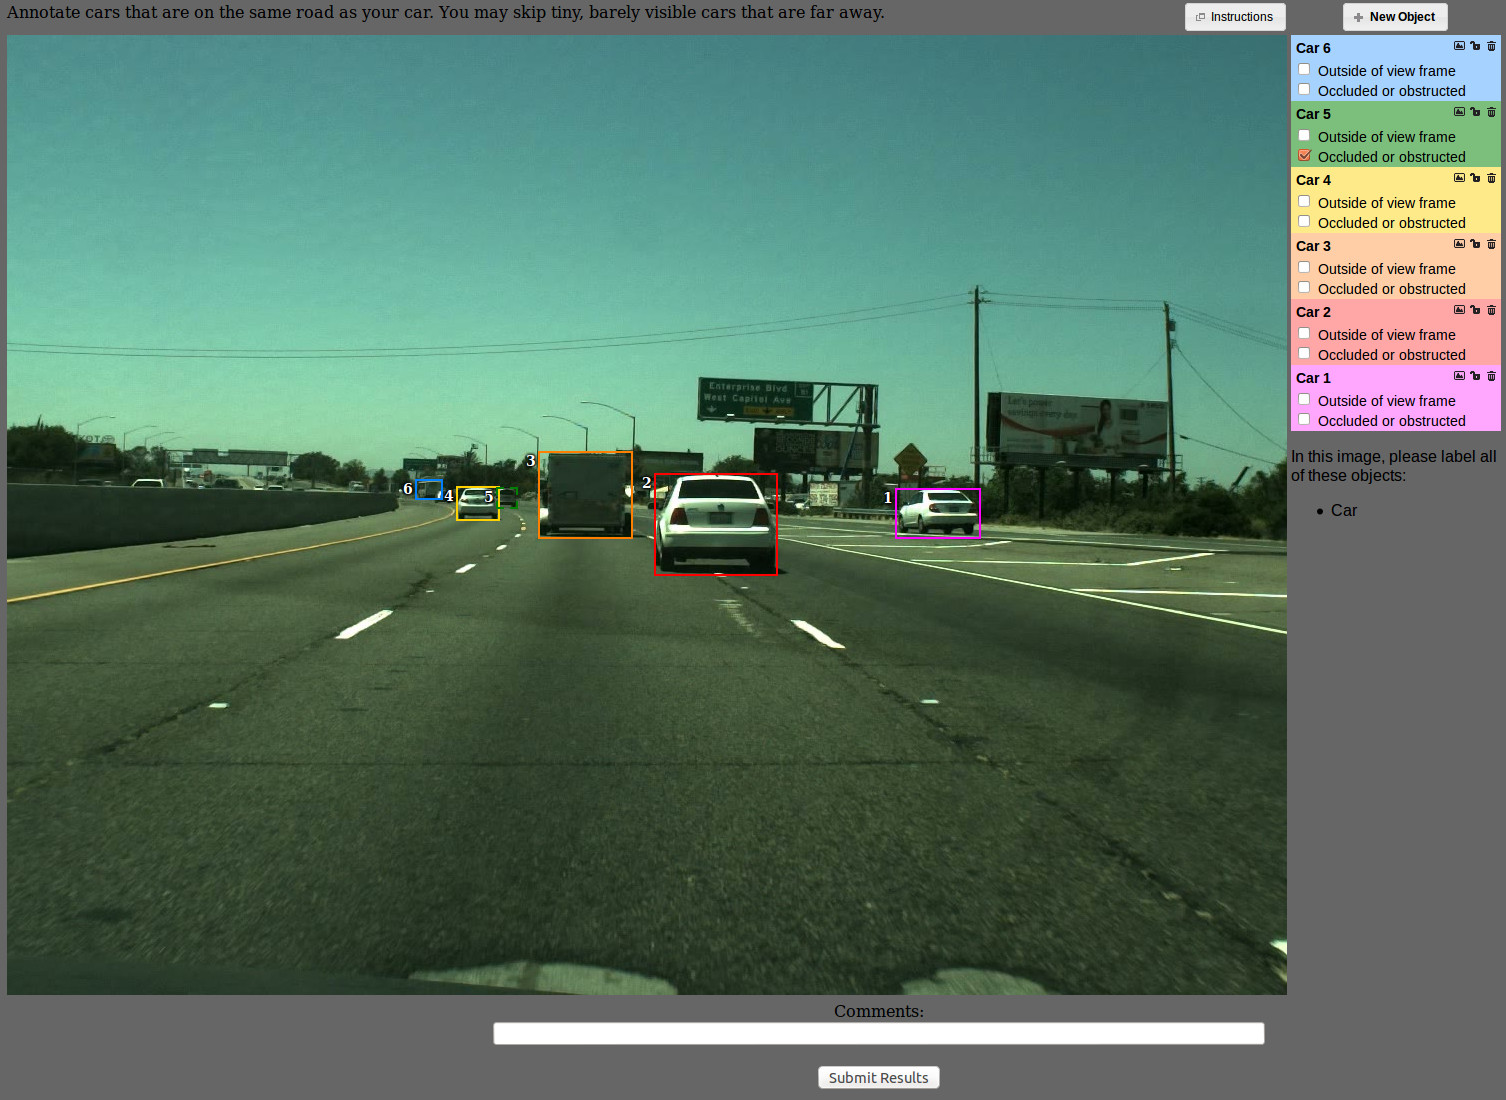 Annotate cars that are on the same road as your car. You may skip tiny, barely visible cars that are far away.
Instructions
New Object
Car 6
Outside of view frame
Occluded or obstructed
Car 5
Outside of view frame
Occluded or obstructed
Car 4
Outside of view frame
Occluded or obstructed
Car 3
Outside of view frame
Occluded or obstructed
Car 2
Outside of view frame
Occluded or obstructed
Car 1
Outside of view frame
Occluded or obstructed
In this image, please label all
of these objects:
Car
Enterprise Blvd
West Capitol Ave
Let's power
savings every day
3
2
6
4
5
1
Comments:
Submit Results